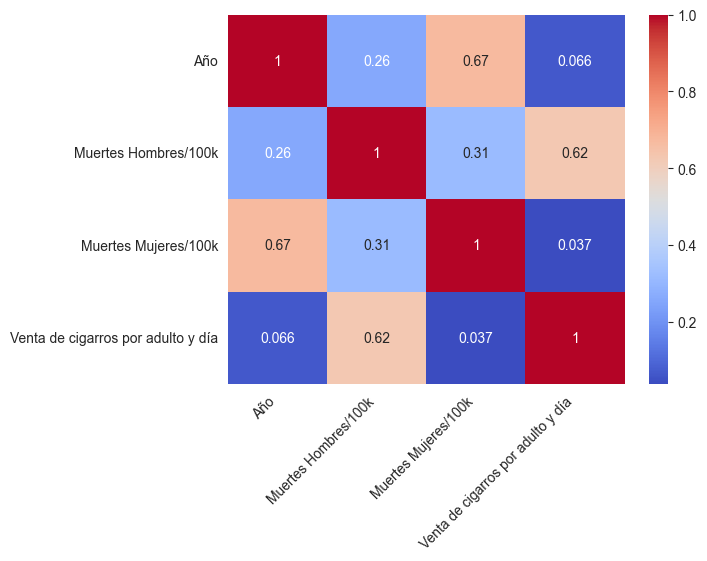 Año
1
0.26
0.67
0.066
Muertes Hombres/100k
0.26
1
0.31
0.62
Muertes Mujeres/100k
0.67
0.31
1
0.037
Venta de cigarros por adulto y día
0.066
0.62
0.037
1
Año
Muertes Hombres/100k
Muertes Mujeres/100k
Venta de cigarros por adulto y día
1.0
0.8
0.6
0.4
0.2